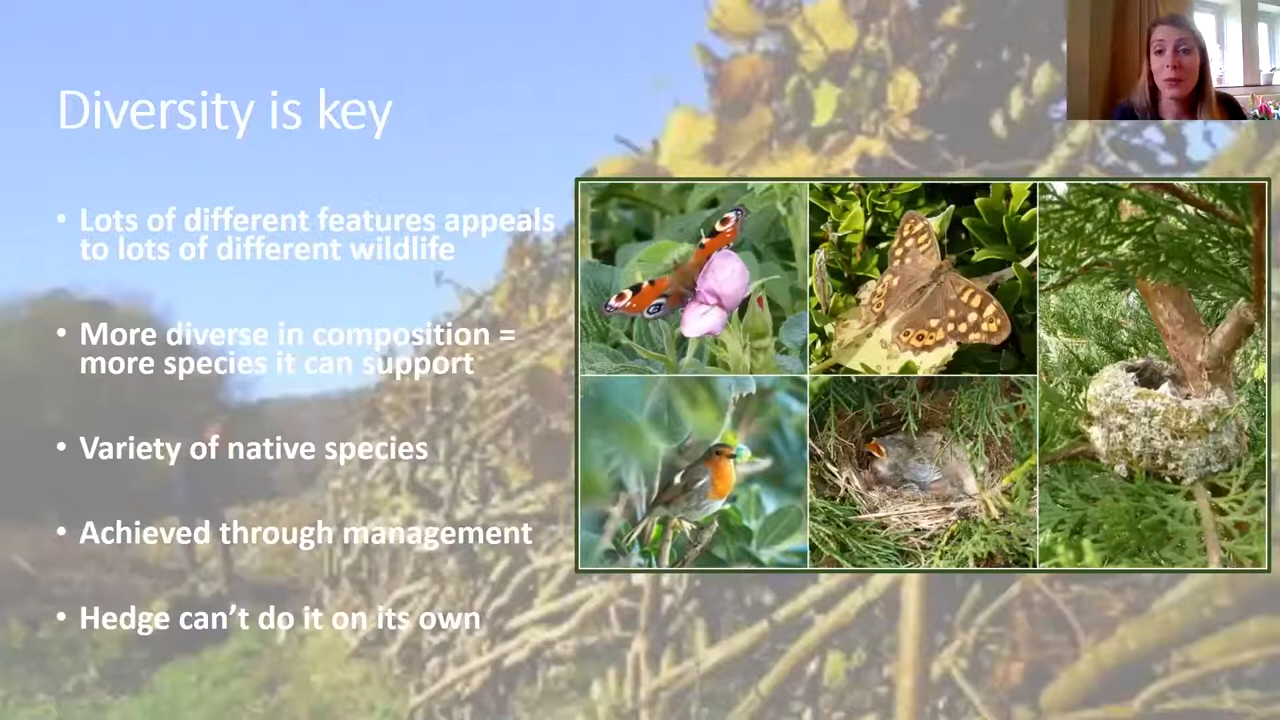 Diversity is key
• Lots of different features appeals
to lots of different wildlife
• More diverse in composition =
more species it can support
• Variety of native species
• Achieved through management
• Hedge can’t do it on its own